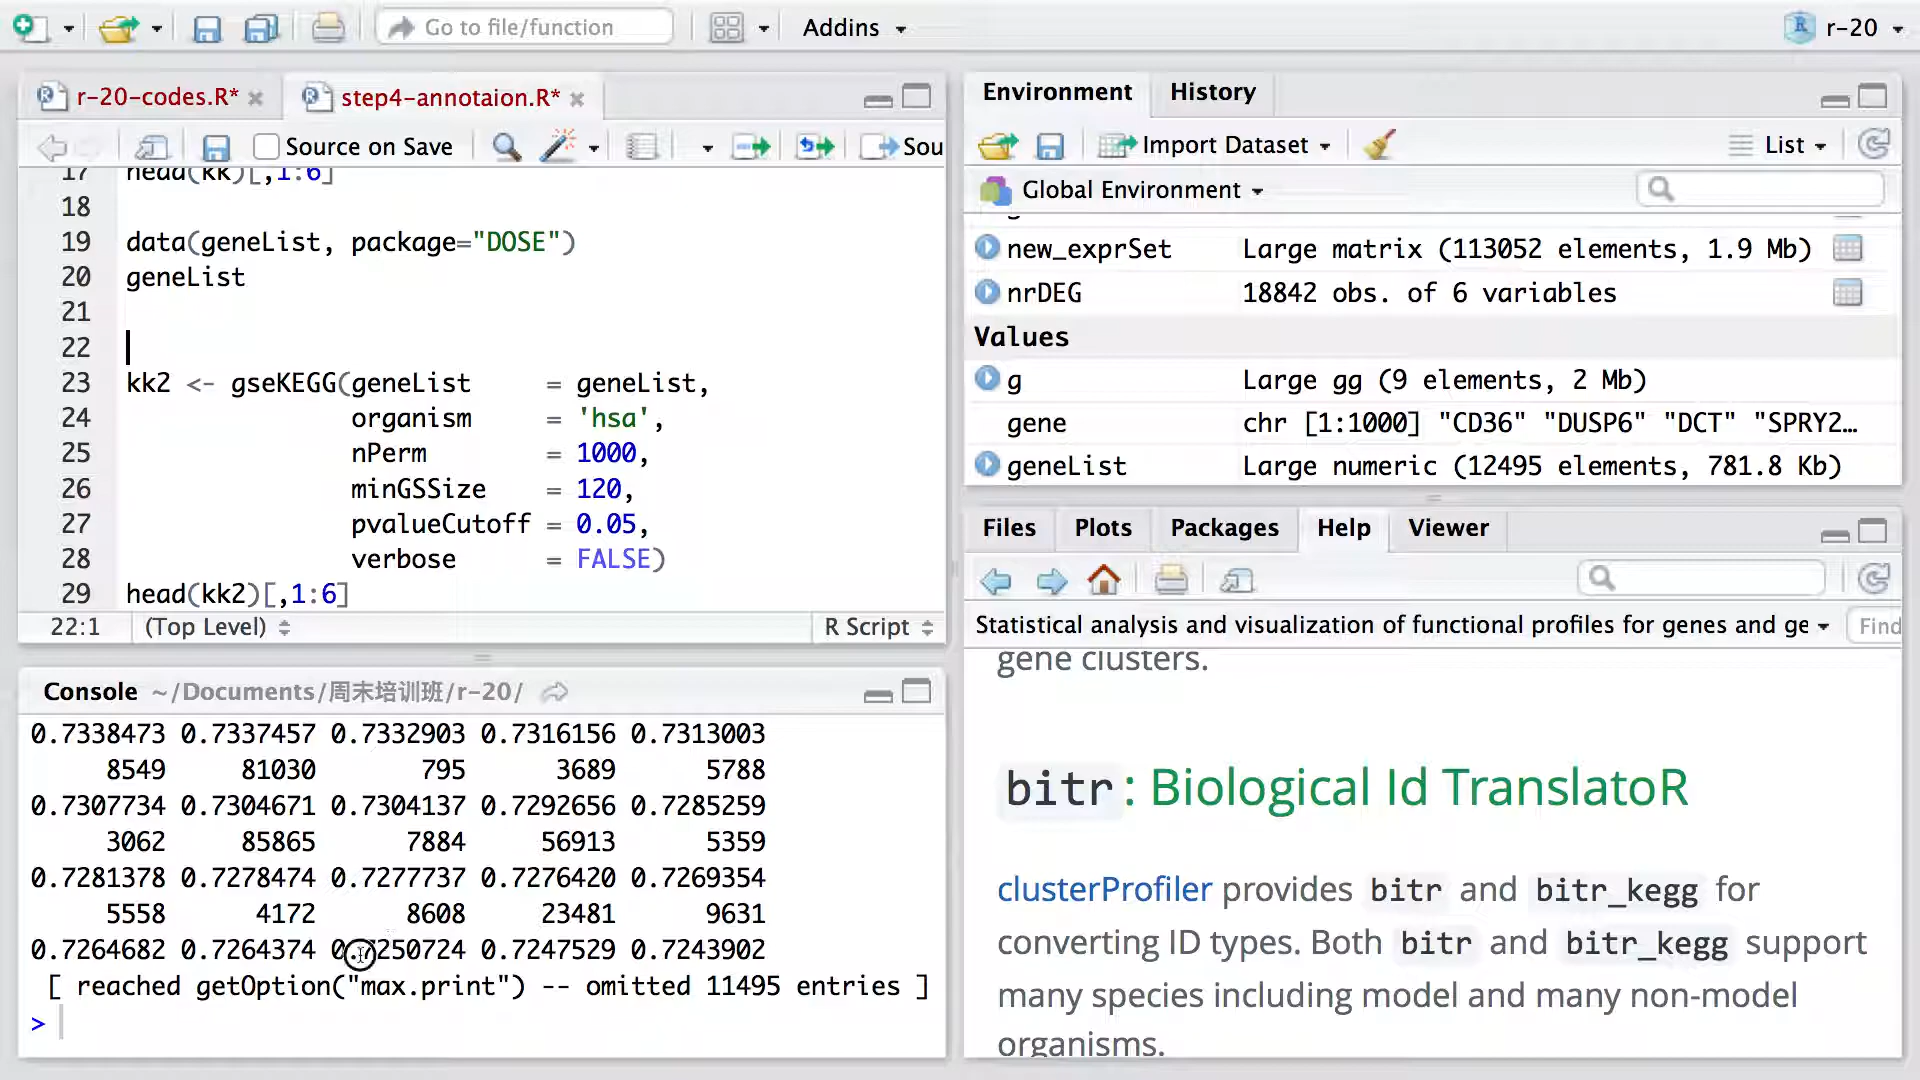 Go to file/function
Addins
r-20
r-20-codes.R*
step4-annotaion.R*
Source on Save
Sou
17 head(kk)[,1:6]
18
19 data(geneList, package="DOSE")
20 geneList
21
22
23 kk2 <- gseKEGG(geneList     = geneList,
24                organism     = 'hsa',
25                nPerm        = 1000,
26                minGSSize    = 120,
27                pvalueCutoff = 0.05,
28                verbose      = FALSE)
29 head(kk2)[,1:6]
22:1 (Top Level) R Script
Console ~/Documents/周末培训班/r-20/
0.7338473 0.7337457 0.7332903 0.7316156 0.7313003
8549 81030 795 3689 5788
0.7307734 0.7304671 0.7304137 0.7292656 0.7285259
3062 85865 7884 56913 5359
0.7281378 0.7278474 0.7277737 0.7276420 0.7269354
5558 4172 8608 23481 9631
0.7264682 0.7264374 0.7250724 0.7247529 0.7243902
[ reached getOption("max.print") -- omitted 11495 entries ]
>
Environment History
Import Dataset List
Global Environment
new_exprSet Large matrix (113052 elements, 1.9 Mb)
nrDEG 18842 obs. of 6 variables
Values
g Large gg (9 elements, 2 Mb)
gene chr [1:1000] "CD36" "DUSP6" "DCT" "SPRY2…
geneList Large numeric (12495 elements, 781.8 Kb)
Files Plots Packages Help Viewer
Statistical analysis and visualization of functional profiles for genes and ge
Find
gene clusters.
bitr: Biological Id TranslatoR
clusterProfiler provides bitr and bitr_kegg for
converting ID types. Both bitr and bitr_kegg support
many species including model and many non-model
organisms.